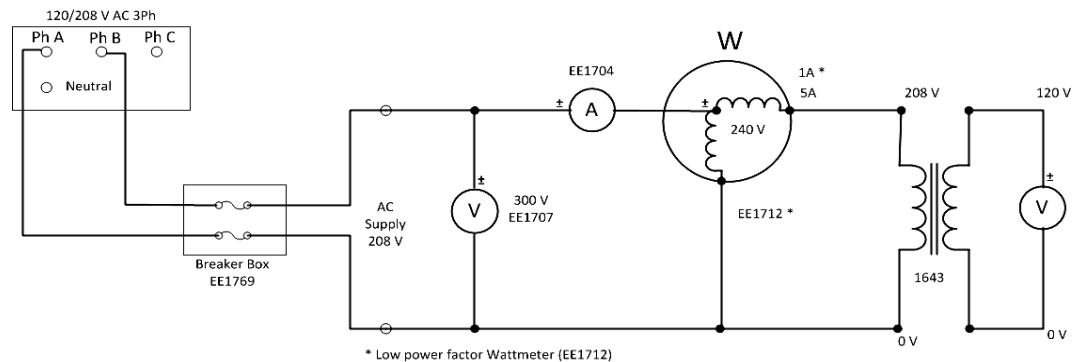 120/208 V AC 3Ph
Ph A Ph B Ph C
Neutral
Breaker Box
EE1769
AC
Supply
208 V
±
V
300 V
EE1707
EE1704
±
A
W
±
240 V
1A *
5A
EE1712 *
208 V
0 V
1643
120 V
±
V
0 V
* Low power factor Wattmeter (EE1712)